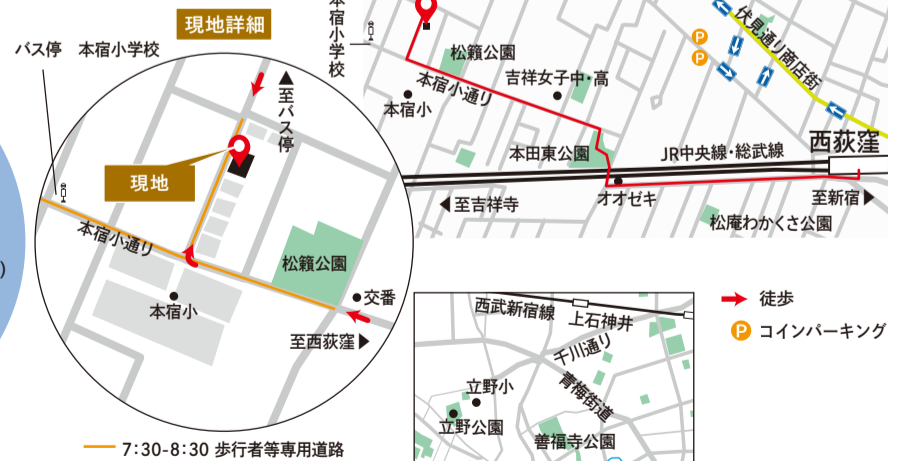 現地詳細
バス停 本宿小学校
▲至バス停
現地
本宿小通り
松籟公園
本宿小
交番
至西荻窪▶
7:30-8:30 歩行者等専用道路
)
本宿小学校
松籟公園
本宿小通り
吉祥女子中・高
本宿小
本田東公園
JR中央線・総武線
西荻窪
◀至吉祥寺
オオゼキ
至新宿▶
松庵わかくさ公園
伏見通り商店街
P
P
徒歩
P コインパーキング
西武新宿線
上石神井
千川通り
青梅街道
立野小
立野公園
善福寺公園